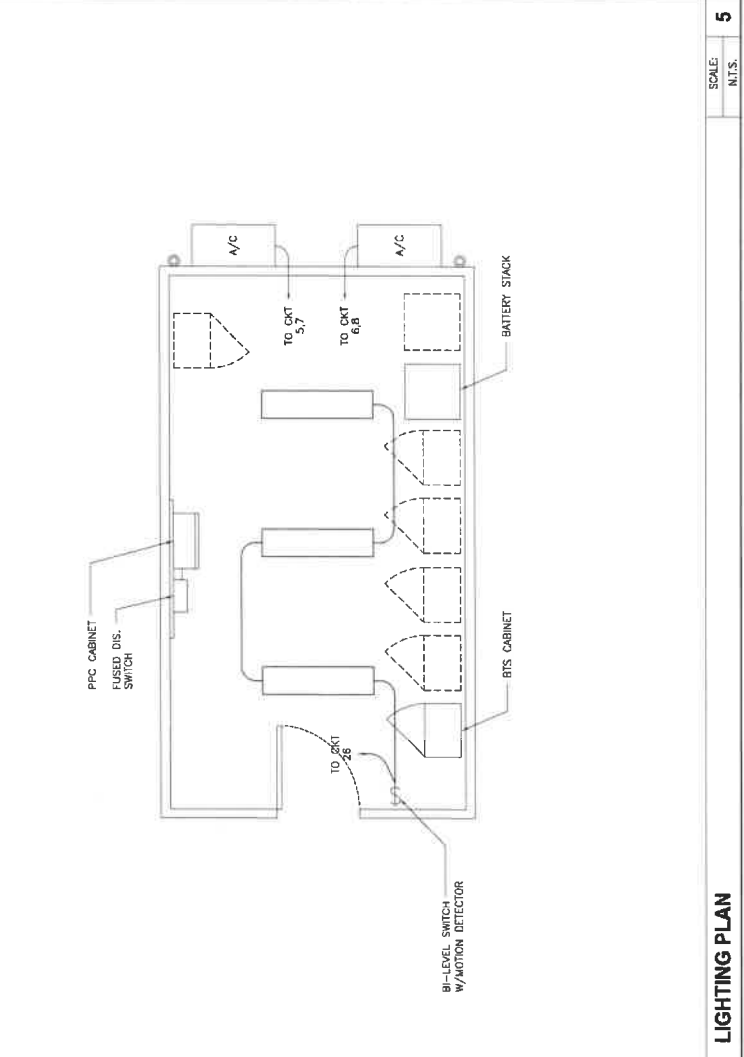 PPC CABINET
FUSED DIS.
SWITCH
A/C
A/C
TO CKT
5,7
TO CKT
6,8
BATTERY STACK
TO CKT
26
S
BTS CABINET
BI-LEVEL SWITCH
W/MOTION DETECTOR
LIGHTING PLAN
SCALE:
N.T.S.
5